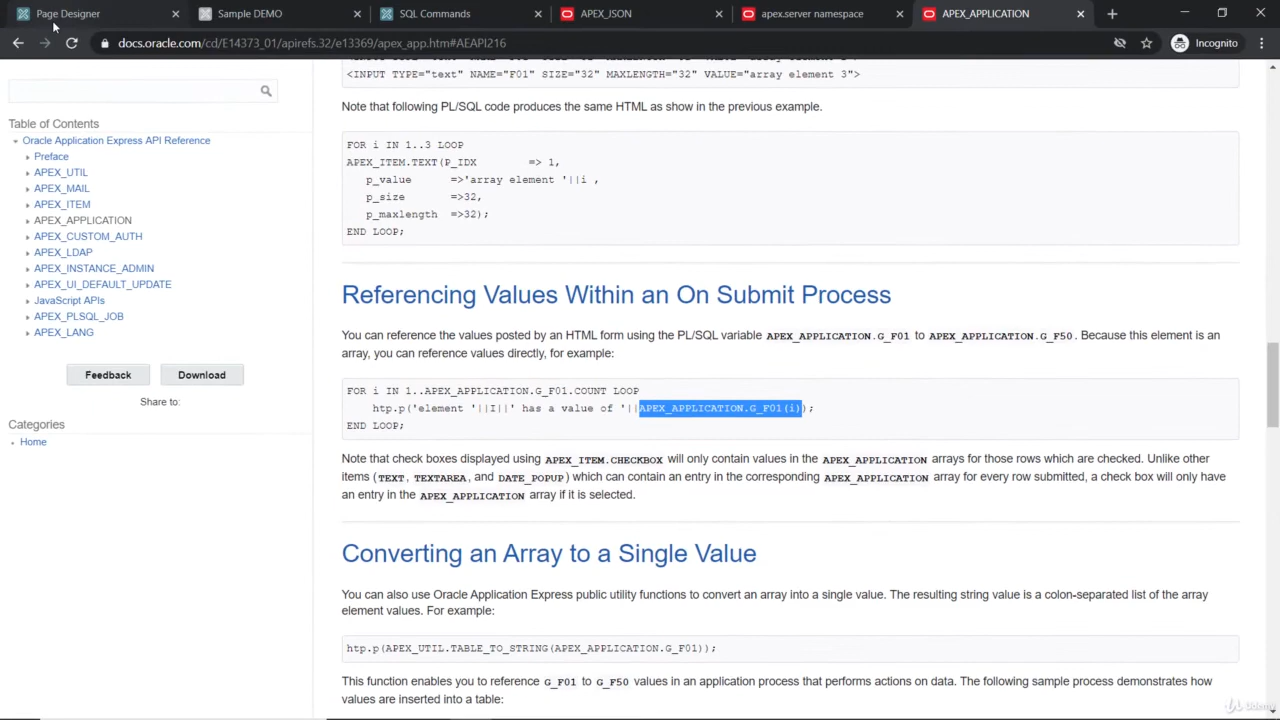 Page Designer
Sample DEMO
SQL Commands
APEX_JSON
apex.server namespace
APEX_APPLICATION
docs.oracle.com/cd/E14373_01/apirefs.32/e13369/apex_app.htm#AEAPI216
Incognito
<INPUT TYPE="text" NAME="F01" SIZE="32" MAXLENGTH="32" VALUE="array element 3">
Note that following PL/SQL code produces the same HTML as show in the previous example.
FOR i IN 1..3 LOOP
APEX_ITEM.TEXT(P_IDX => 1,
p_value =>'array element '||i ,
p_size =>32,
p_maxlength =>32);
END LOOP;
Table of Contents
Oracle Application Express API Reference
Preface
APEX_UTIL
APEX_MAIL
APEX_ITEM
APEX_APPLICATION
APEX_CUSTOM_AUTH
APEX_LDAP
APEX_INSTANCE_ADMIN
APEX_UI_DEFAULT_UPDATE
JavaScript APIs
APEX_PLSQL_JOB
APEX_LANG
Feedback
Download
Share to:
Categories
Home
Referencing Values Within an On Submit Process
You can reference the values posted by an HTML form using the PL/SQL variable APEX_APPLICATION.G_F01 to APEX_APPLICATION.G_F50. Because this element is an
array, you can reference values directly, for example:
FOR i IN 1..APEX_APPLICATION.G_F01.COUNT LOOP
htp.p('element '||I||' has a value of '||APEX_APPLICATION.G_F01(i));
END LOOP;
Note that check boxes displayed using APEX_ITEM.CHECKBOX will only contain values in the APEX_APPLICATION arrays for those rows which are checked. Unlike other
items (TEXT, TEXTAREA, and DATE_POPUP) which can contain an entry in the corresponding APEX_APPLICATION array for every row submitted, a check box will only have
an entry in the APEX_APPLICATION array if it is selected.
Converting an Array to a Single Value
You can also use Oracle Application Express public utility functions to convert an array into a single value. The resulting string value is a colon-separated list of the array
element values. For example:
htp.p(APEX_UTIL.TABLE_TO_STRING(APEX_APPLICATION.G_F01));
This function enables you to reference G_F01 to G_F50 values in an application process that performs actions on data. The following sample process demonstrates how
values are inserted into a table:
Udemy